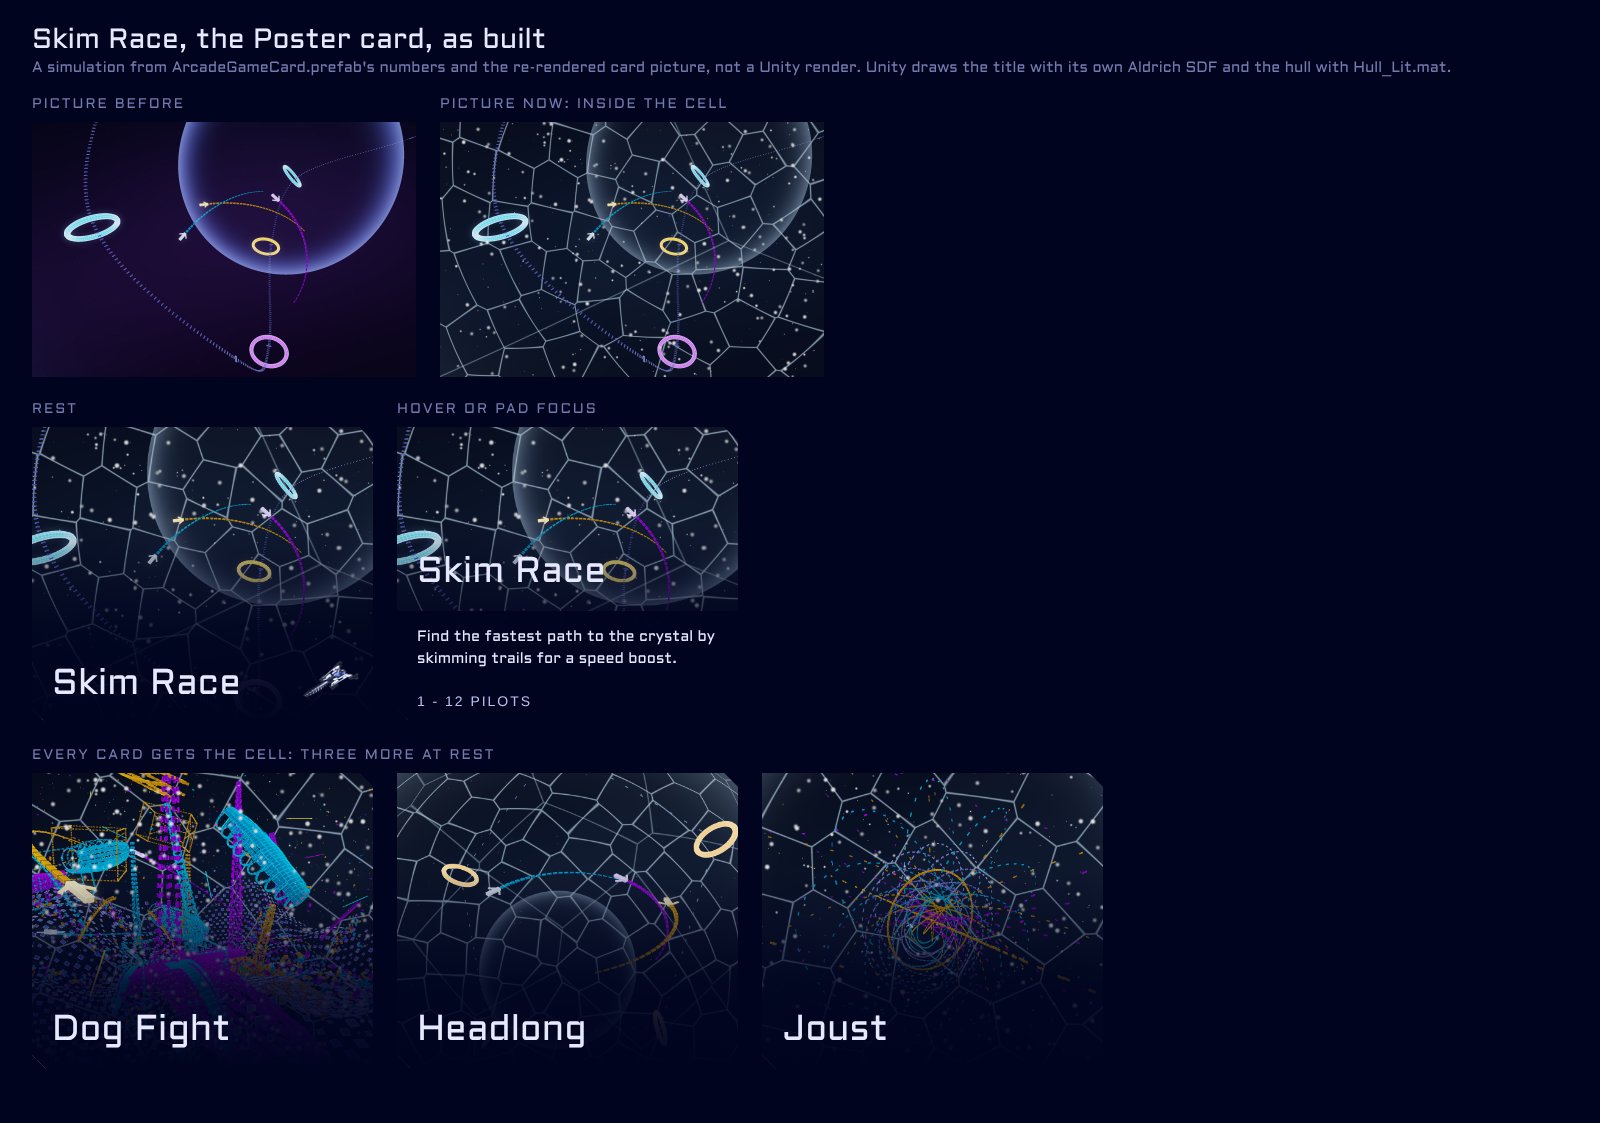 Skim Race, the Poster card, as built
A simulation from ArcadeGameCard.prefab's numbers and the re-rendered card picture, not a Unity render. Unity draws the title with its own Aldrich SDF and the hull with Hull_Lit.mat.
PICTURE BEFORE
PICTURE NOW: INSIDE THE CELL
REST
HOVER OR PAD FOCUS
Skim Race
Skim Race
Find the fastest path to the crystal by
skimming trails for a speed boost.
1 - 12 PILOTS
EVERY CARD GETS THE CELL: THREE MORE AT REST
Dog Fight
Headlong
Joust